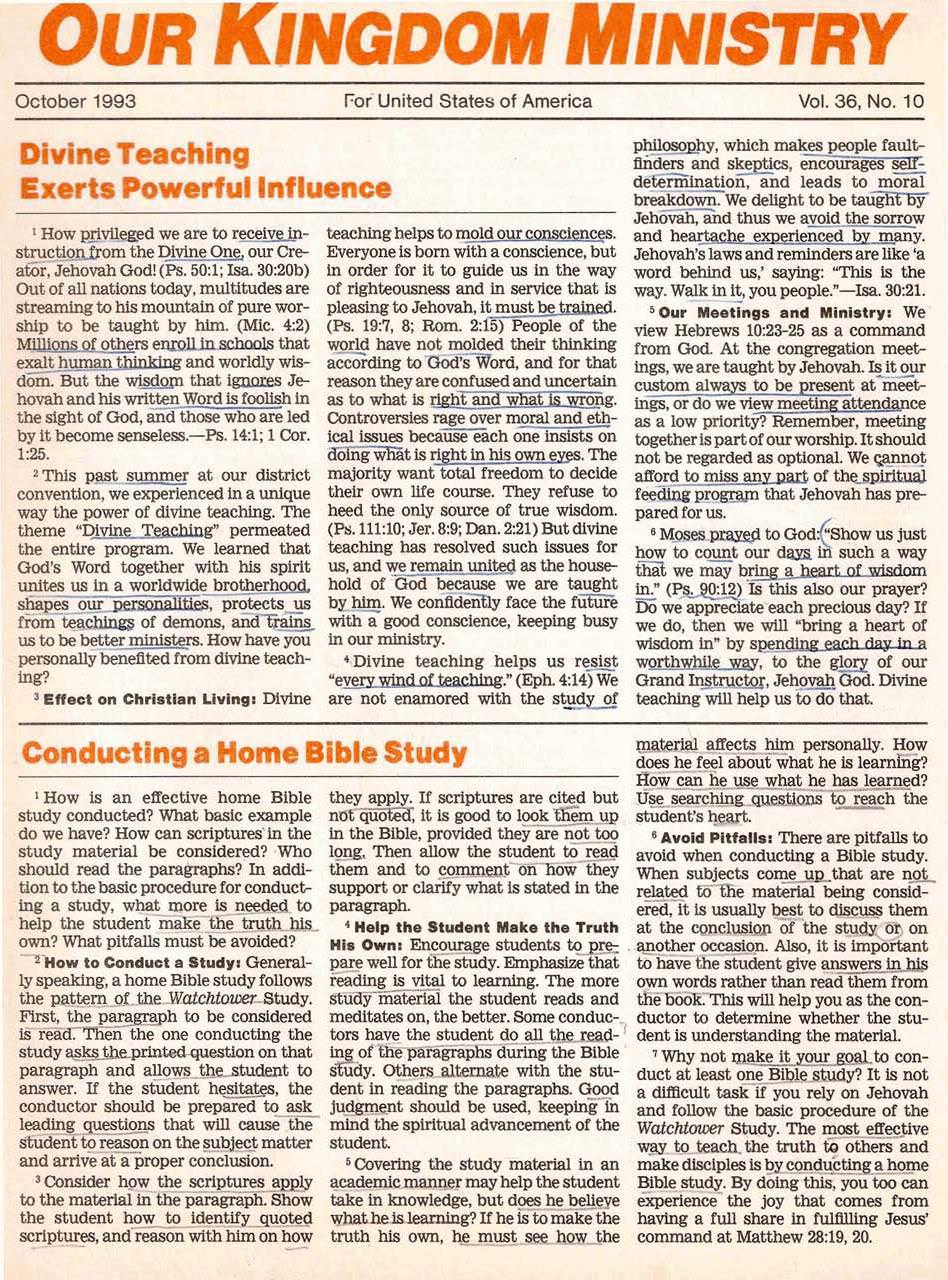 OUR KINGDOM MINISTRY
October 1993
For United States of America
Vol. 36, No. 10
Divine Teaching
Exerts Powerful Influence
1 How privileged we are to receive in-
struction from the Divine One, our Cre-
ator, Jehovah God! (Ps. 50:1; Isa. 30:20b)
Out of all nations today, multitudes are
streaming to his mountain of pure wor-
ship to be taught by him. (Mic. 4:2)
Millions of others enroll in schools that
exalt human thinking and worldly wis-
dom. But the wisdom that ignores Je-
hovah and his written Word is foolish in
the sight of God, and those who are led
by it become senseless.—Ps. 14:1; 1 Cor.
1:25.
2 This past summer at our district
convention, we experienced in a unique
way the power of divine teaching. The
theme “Divine Teaching” permeated
the entire program. We learned that
God’s Word together with his spirit
unites us in a worldwide brotherhood,
shapes our personalities, protects us
from teachings of demons, and trains
us to be better ministers. How have you
personally benefited from divine teach-
ing?
3 Effect on Christian Living: Divine
teaching helps to mold our consciences.
Everyone is born with a conscience, but
in order for it to guide us in the way
of righteousness and in service that is
pleasing to Jehovah, it must be trained.
(Ps. 19:7, 8; Rom. 2:15) People of the
world have not molded their thinking
according to God’s Word, and for that
reason they are confused and uncertain
as to what is right and what is wrong.
Controversies rage over moral and eth-
ical issues because each one insists on
doing what is right in his own eyes. The
majority want total freedom to decide
their own life course. They refuse to
heed the only source of true wisdom.
(Ps. 111:10; Jer. 8:9; Dan. 2:21) But divine
teaching has resolved such issues for
us, and we remain united as the house-
hold of God because we are taught
by him. We confidently face the future
with a good conscience, keeping busy
in our ministry.
4 Divine teaching helps us resist
“every wind of teaching.” (Eph. 4:14) We
are not enamored with the study of
philosophy, which makes people fault-
finders and skeptics, encourages self-
determination, and leads to moral
breakdown. We delight to be taught by
Jehovah, and thus we avoid the sorrow
and heartache experienced by many.
Jehovah’s laws and reminders are like ‘a
word behind us,’ saying: “This is the
way. Walk in it, you people.”—Isa. 30:21.
5 Our Meetings and Ministry: We
view Hebrews 10:23-25 as a command
from God. At the congregation meet-
ings, we are taught by Jehovah. Is it our
custom always to be present at meet-
ings, or do we view meeting attendance
as a low priority? Remember, meeting
together is part of our worship. It should
not be regarded as optional. We cannot
afford to miss any part of the spiritual
feeding program that Jehovah has pre-
pared for us.
6 Moses prayed to God: “Show us just
how to count our days in such a way
that we may bring a heart of wisdom
in.” (Ps. 90:12) Is this also our prayer?
Do we appreciate each precious day? If
we do, then we will “bring a heart of
wisdom in” by spending each day in a
worthwhile way, to the glory of our
Grand Instructor, Jehovah God. Divine
teaching will help us to do that.
Conducting a Home Bible Study
1 How is an effective home Bible
study conducted? What basic example
do we have? How can scriptures in the
study material be considered? Who
should read the paragraphs? In addi-
tion to the basic procedure for conduct-
ing a study, what more is needed to
help the student make the truth his
own? What pitfalls must be avoided?
2 How to Conduct a Study: General-
ly speaking, a home Bible study follows
the pattern of the Watchtower Study.
First, the paragraph to be considered
is read. Then the one conducting the
study asks the printed question on that
paragraph and allows the student to
answer. If the student hesitates, the
conductor should be prepared to ask
leading questions that will cause the
student to reason on the subject matter
and arrive at a proper conclusion.
3 Consider how the scriptures apply
to the material in the paragraph. Show
the student how to identify quoted
scriptures, and reason with him on how
they apply. If scriptures are cited but
not quoted, it is good to look them up
in the Bible, provided they are not too
long. Then allow the student to read
them and to comment on how they
support or clarify what is stated in the
paragraph.
4 Help the Student Make the Truth
His Own: Encourage students to pre-
pare well for the study. Emphasize that
reading is vital to learning. The more
study material the student reads and
meditates on, the better. Some conduc-
tors have the student do all the read-
ing of the paragraphs during the Bible
study. Others alternate with the stu-
dent in reading the paragraphs. Good
judgment should be used, keeping in
mind the spiritual advancement of the
student.
5 Covering the study material in an
academic manner may help the student
take in knowledge, but does he believe
what he is learning? If he is to make the
truth his own, he must see how the
material affects him personally. How
does he feel about what he is learning?
How can he use what he has learned?
Use searching questions to reach the
student’s heart.
6 Avoid Pitfalls: There are pitfalls to
avoid when conducting a Bible study.
When subjects come up that are not
related to the material being consid-
ered, it is usually best to discuss them
at the conclusion of the study or on
another occasion. Also, it is important
to have the student give answers in his
own words rather than read them from
the book. This will help you as the con-
ductor to determine whether the stu-
dent is understanding the material.
7 Why not make it your goal to con-
duct at least one Bible study? It is not
a difficult task if you rely on Jehovah
and follow the basic procedure of the
Watchtower Study. The most effective
way to teach the truth to others and
make disciples is by conducting a home
Bible study. By doing this, you too can
experience the joy that comes from
having a full share in fulfilling Jesus’
command at Matthew 28:19, 20.